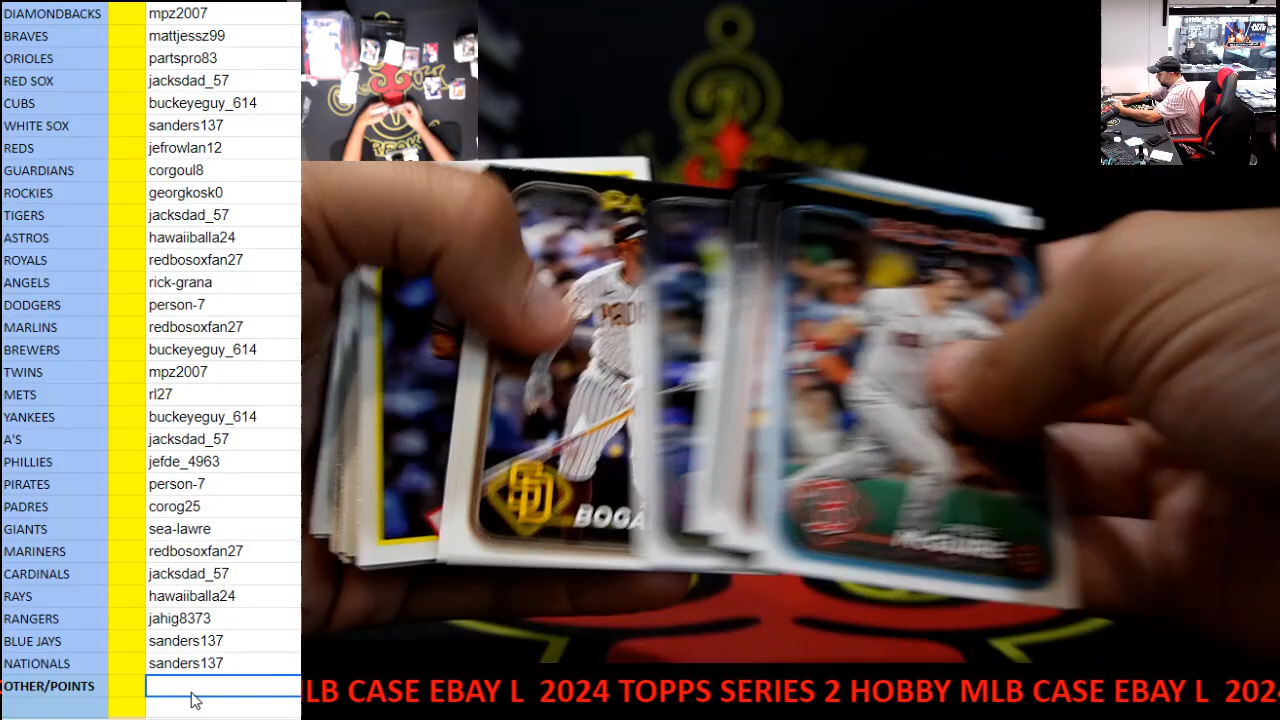 DIAMONDBACKS mpz2007
BRAVES mattjessz99
ORIOLES partspro83
RED SOX jacksdad_57
CUBS buckeyeguy_614
WHITE SOX sanders137
REDS jefrowlan12
GUARDIANS corgoul8
ROCKIES georgkosk0
TIGERS jacksdad_57
ASTROS hawaiiballa24
ROYALS redbosoxfan27
ANGELS rick-grana
DODGERS person-7
MARLINS redbosoxfan27
BREWERS buckeyeguy_614
TWINS mpz2007
METS rl27
YANKEES buckeyeguy_614
A'S jacksdad_57
PHILLIES jefde_4963
PIRATES person-7
PADRES corog25
GIANTS sea-lawre
MARINERS redbosoxfan27
CARDINALS jacksdad_57
RAYS hawaiiballa24
RANGERS jahig8373
BLUE JAYS sanders137
NATIONALS sanders137
OTHER/POINTS
PA
SD
BOGA
B
MCGUIRE
LB CASE EBAY L 2024 TOPPS SERIES 2 HOBBY MLB CASE EBAY L 202